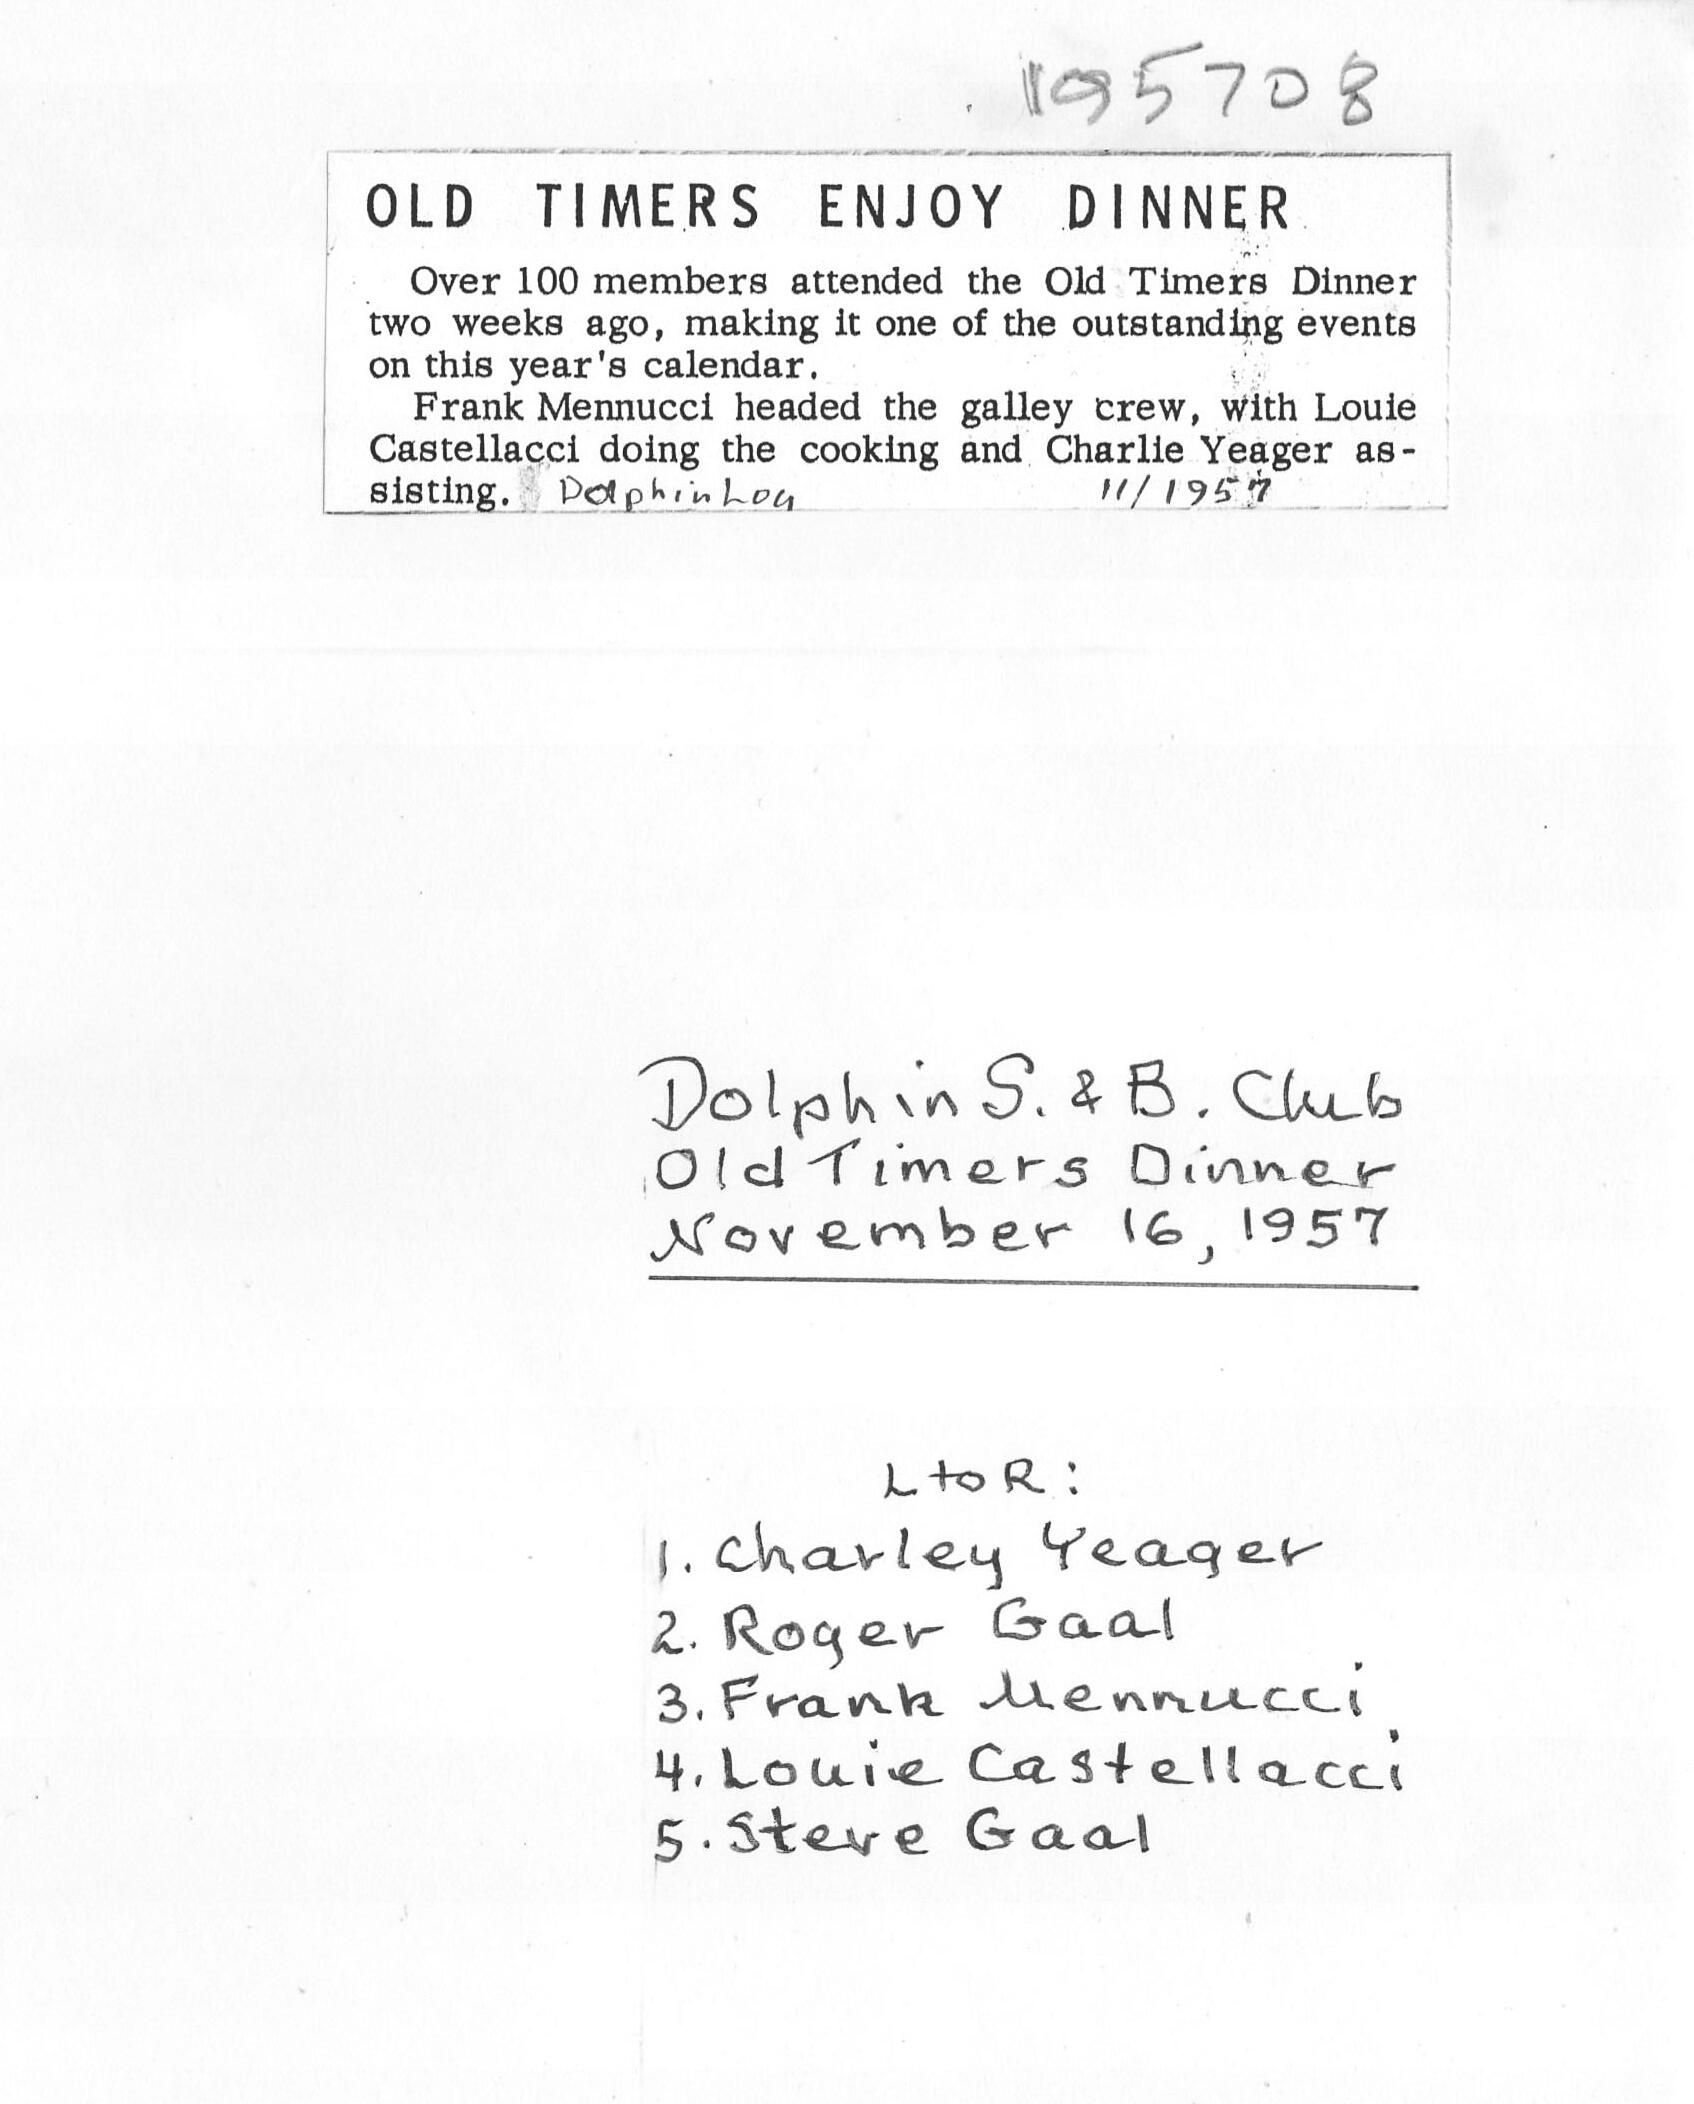 195708
OLD TIMERS ENJOY DINNER
Over 100 members attended the Old Timers Dinner
two weeks ago, making it one of the outstanding events
on this year's calendar.
Frank Mennucci headed the galley crew, with Louie
Castellacci doing the cooking and Charlie Yeager as-
sisting. Dolphin Log 11/1957
Dolphin S. & B. Club
Old Timers Dinner
November 16, 1957
L to R:
1. Charley Yeager
2. Roger Gaal
3. Frank Mennucci
4. Louie Castellacci
5. Steve Gaal